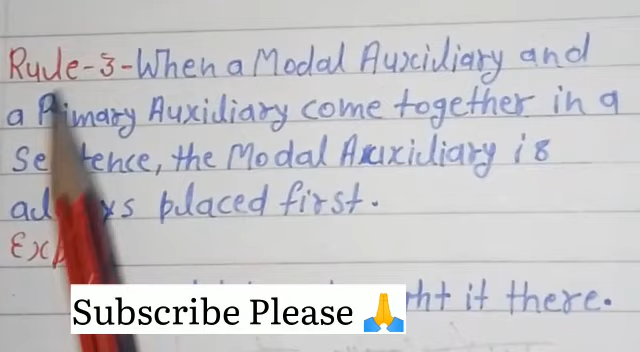 Rule-3-When a Modal Auxiliary and
a Primary Auxiliary come together in a
Sentence, the Modal Auxiliary is
always placed first.
Exp
it there.
Subscribe Please 🙏